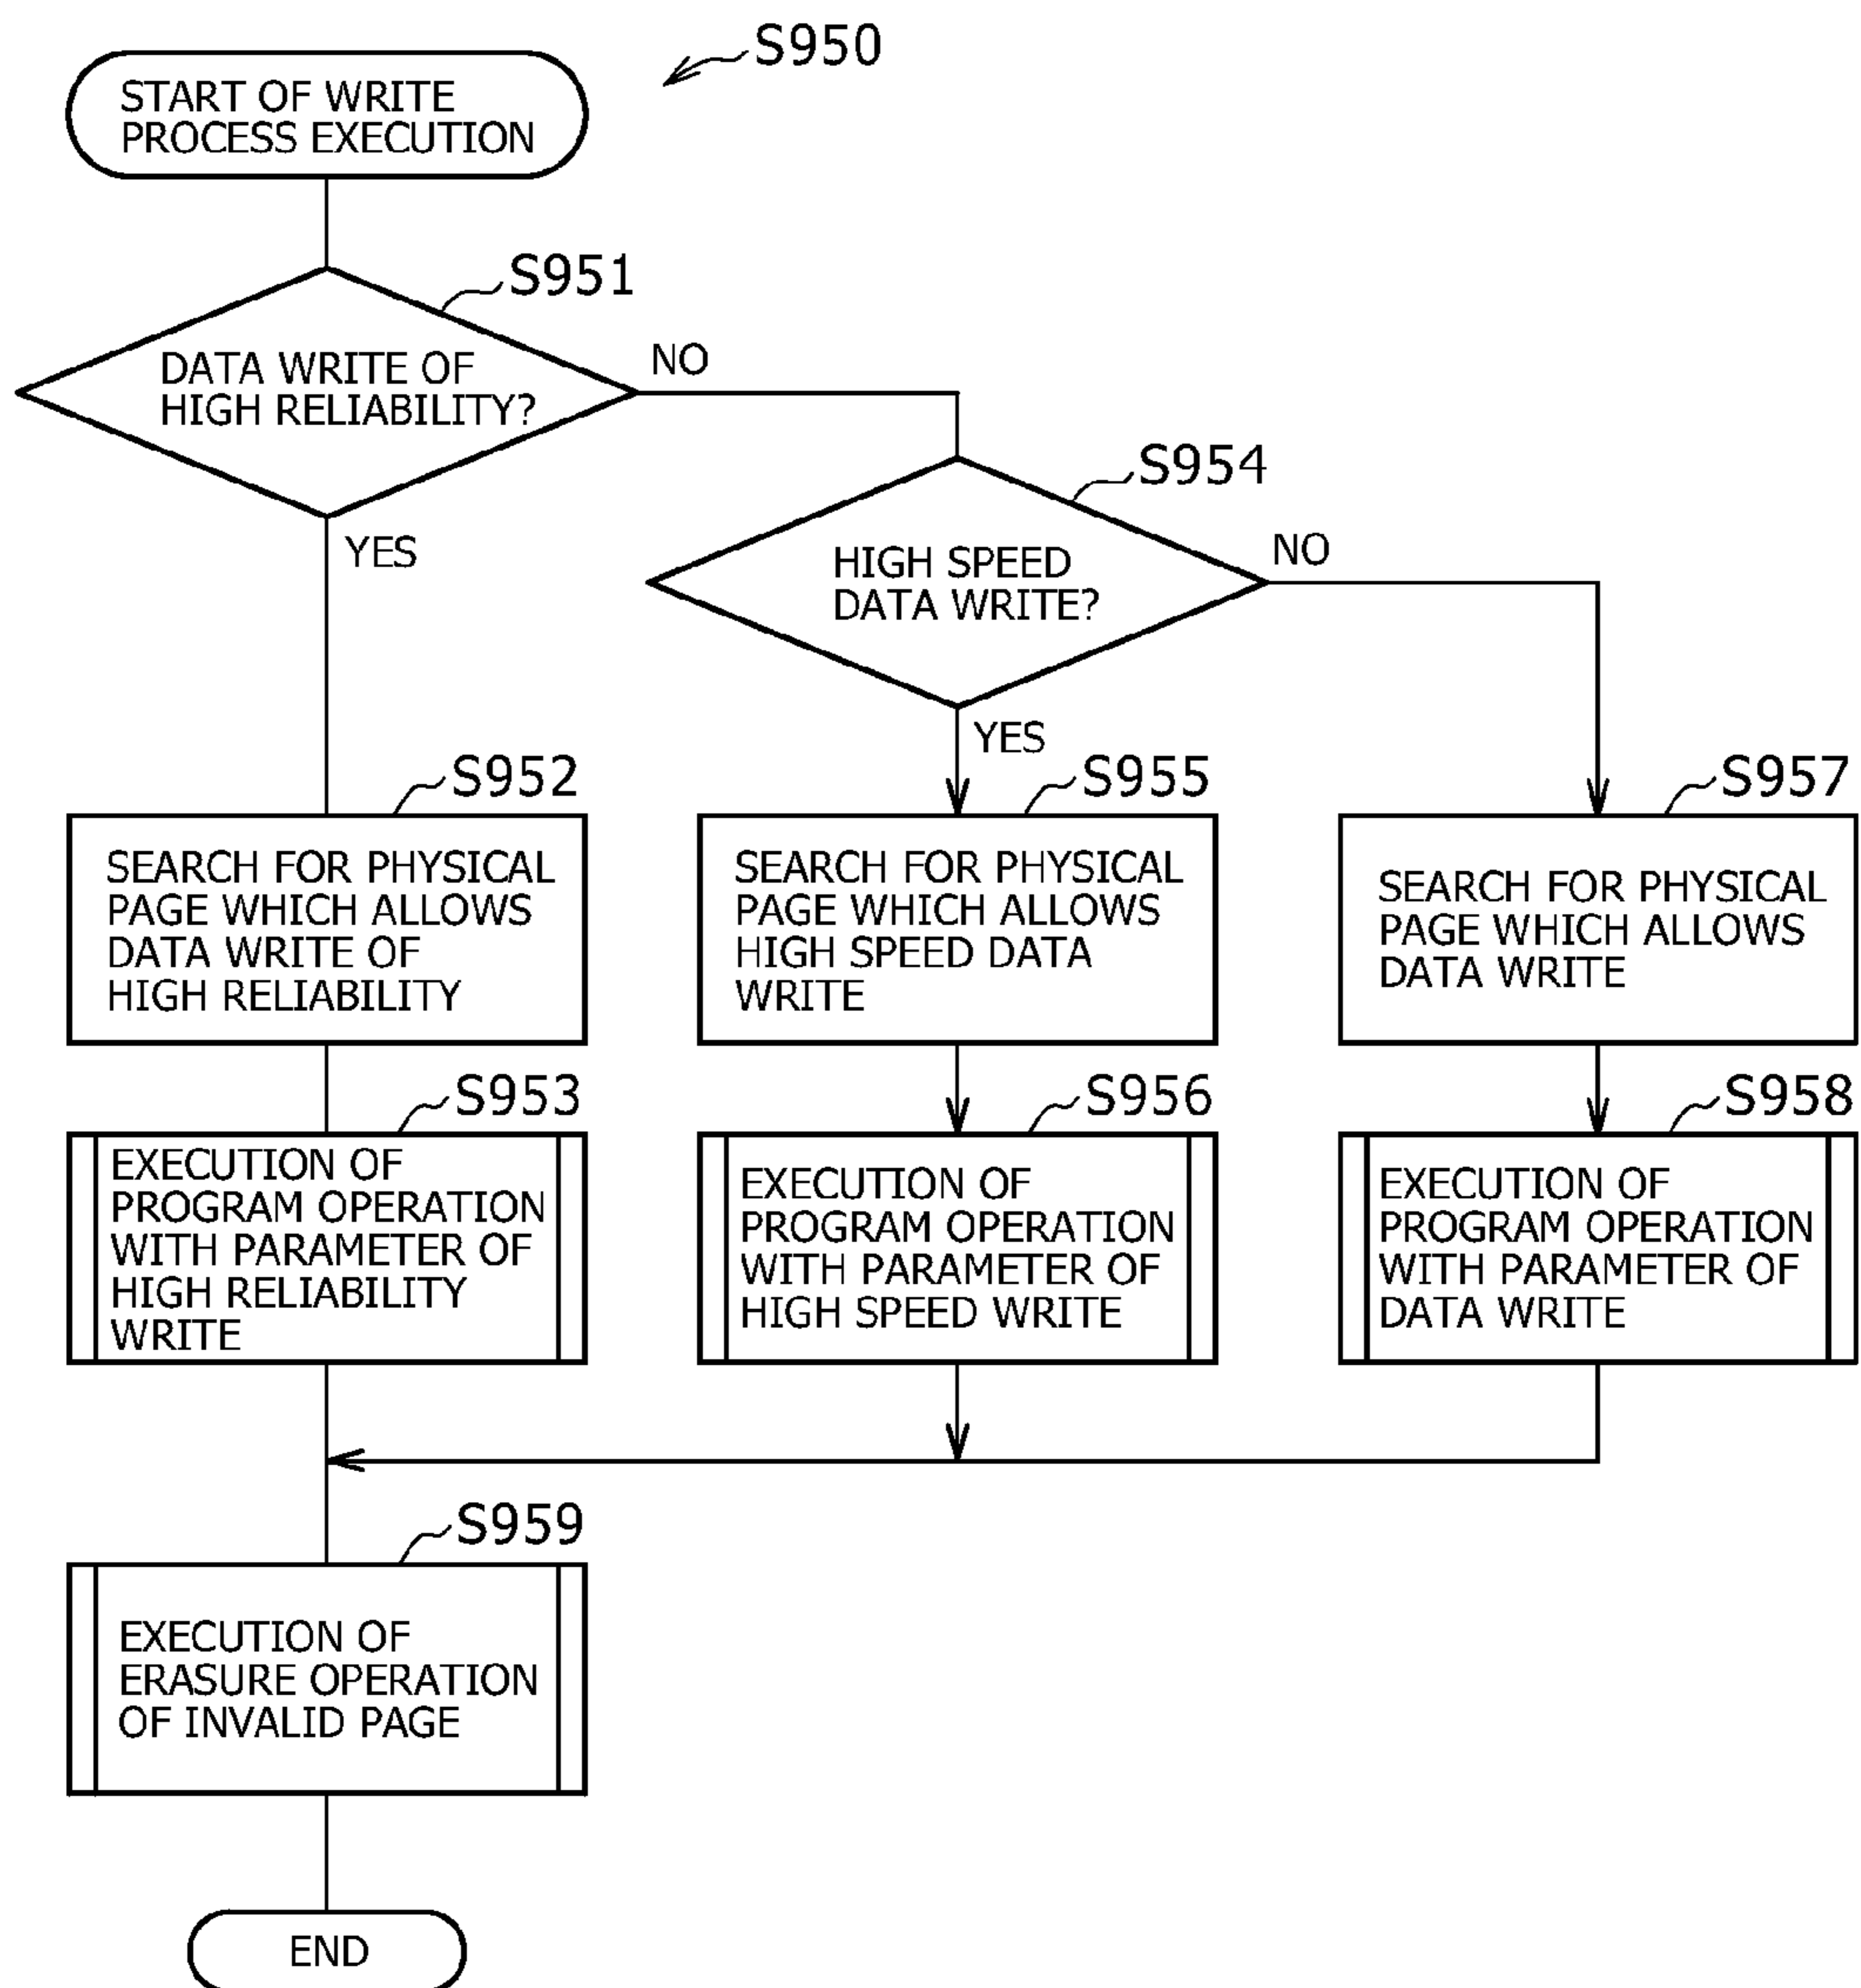 S950
START OF WRITE
PROCESS EXECUTION
S951
DATA WRITE OF
HIGH RELIABILITY?
NO
YES
S954
HIGH SPEED
DATA WRITE?
NO
YES
S952
SEARCH FOR PHYSICAL
PAGE WHICH ALLOWS
DATA WRITE OF
HIGH RELIABILITY
S955
SEARCH FOR PHYSICAL
PAGE WHICH ALLOWS
HIGH SPEED DATA
WRITE
S957
SEARCH FOR PHYSICAL
PAGE WHICH ALLOWS
DATA WRITE
S953
EXECUTION OF
PROGRAM OPERATION
WITH PARAMETER OF
HIGH RELIABILITY
WRITE
S956
EXECUTION OF
PROGRAM OPERATION
WITH PARAMETER OF
HIGH SPEED WRITE
S958
EXECUTION OF
PROGRAM OPERATION
WITH PARAMETER OF
DATA WRITE
S959
EXECUTION OF
ERASURE OPERATION
OF INVALID PAGE
END